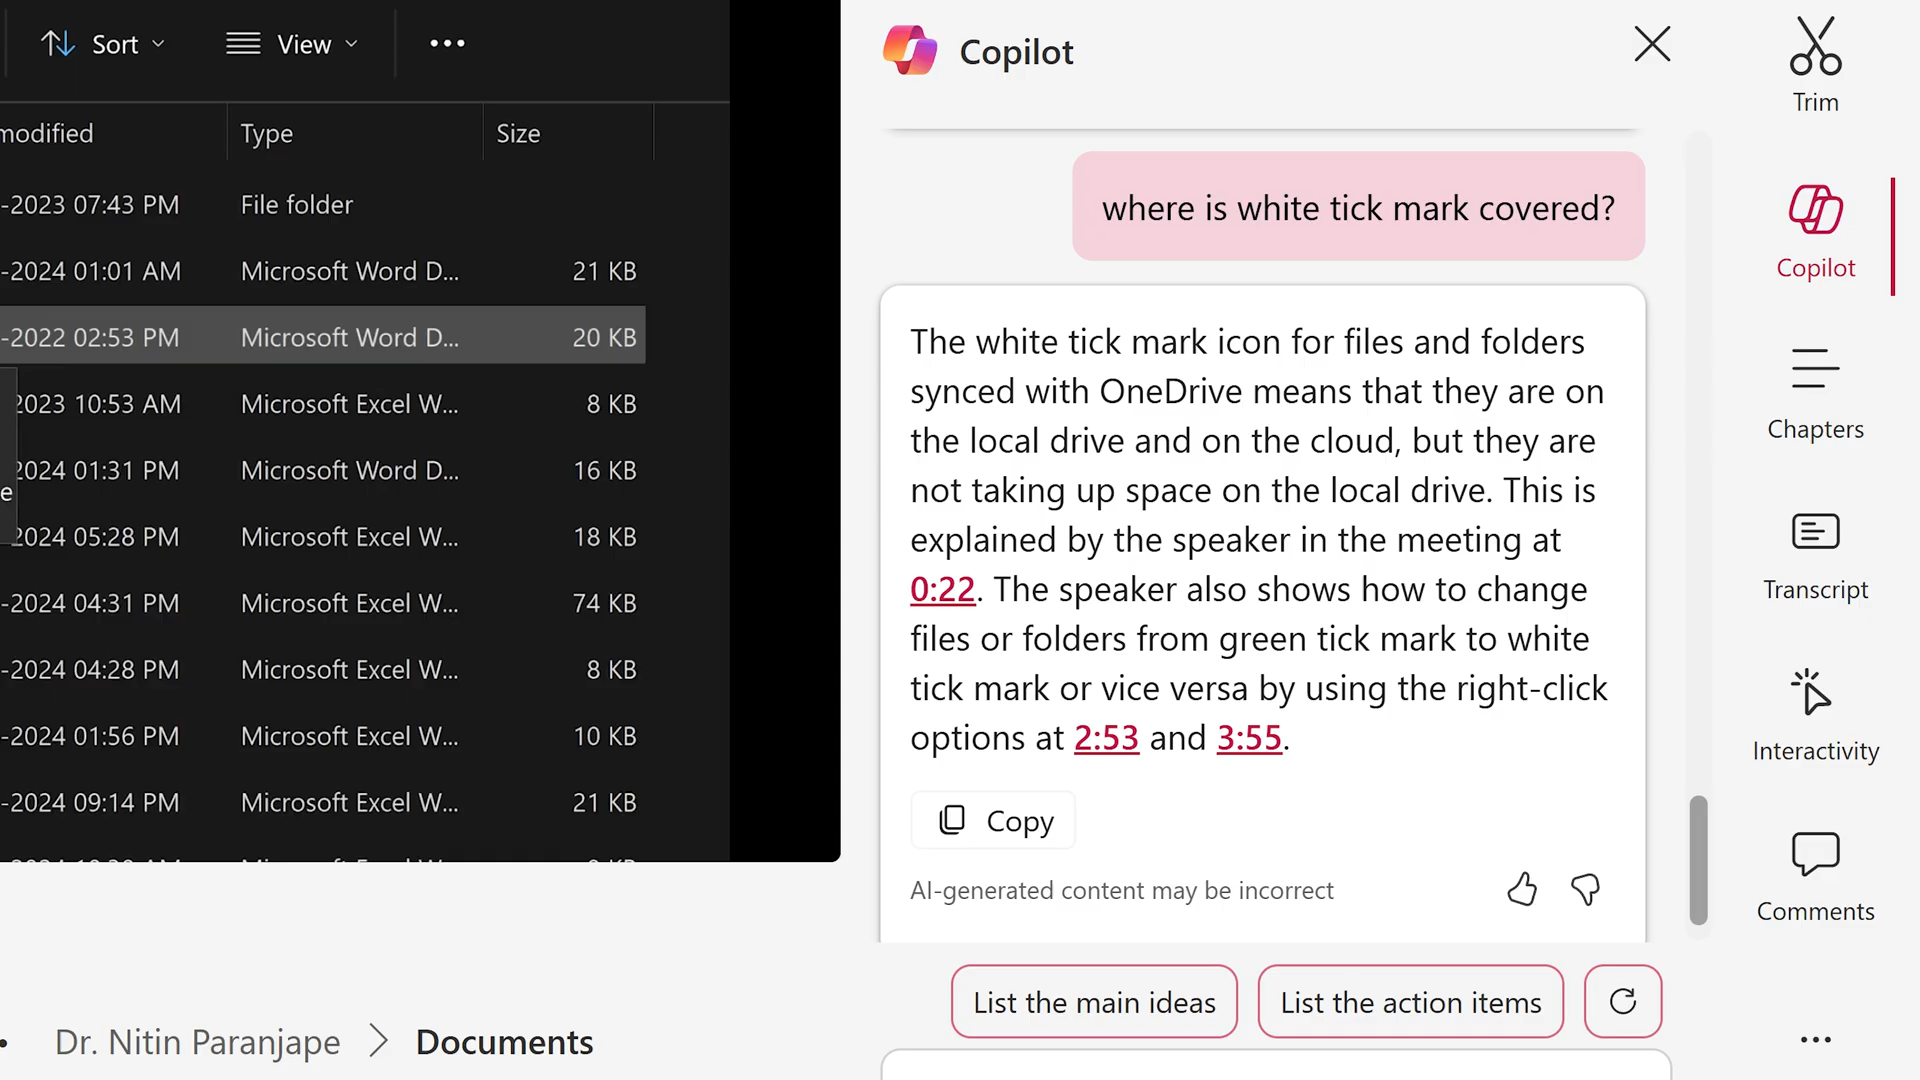 Sort
View
modified Type Size
-2023 07:43 PM File folder
-2024 01:01 AM Microsoft Word D... 21 KB
-2022 02:53 PM Microsoft Word D... 20 KB
2023 10:53 AM Microsoft Excel W... 8 KB
2024 01:31 PM Microsoft Word D... 16 KB
e
2024 05:28 PM Microsoft Excel W... 18 KB
-2024 04:31 PM Microsoft Excel W... 74 KB
-2024 04:28 PM Microsoft Excel W... 8 KB
-2024 01:56 PM Microsoft Excel W... 10 KB
-2024 09:14 PM Microsoft Excel W... 21 KB
Dr. Nitin Paranjape > Documents
Copilot
where is white tick mark covered?
The white tick mark icon for files and folders
synced with OneDrive means that they are on
the local drive and on the cloud, but they are
not taking up space on the local drive. This is
explained by the speaker in the meeting at
0:22. The speaker also shows how to change
files or folders from green tick mark to white
tick mark or vice versa by using the right-click
options at 2:53 and 3:55.
Copy
AI-generated content may be incorrect
List the main ideas
List the action items
Trim
Copilot
Chapters
Transcript
Interactivity
Comments